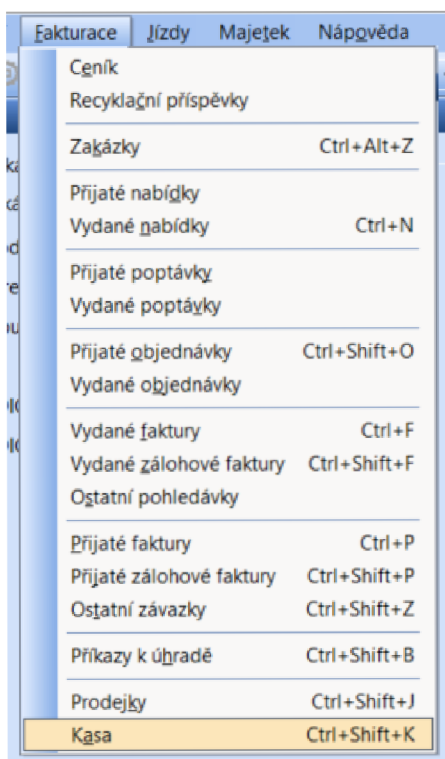 Fakturace Jízdy Majetek Nápověda
Ceník
Recyklační příspěvky
Zakázky Ctrl+Alt+Z
Přijaté nabídky
Vydané nabídky Ctrl+N
Přijaté poptávky
Vydané poptávky
Přijaté objednávky Ctrl+Shift+O
Vydané objednávky
Vydané faktury Ctrl+F
Vydané zálohové faktury Ctrl+Shift+F
Ostatní pohledávky
Přijaté faktury Ctrl+P
Přijaté zálohové faktury Ctrl+Shift+P
Ostatní závazky Ctrl+Shift+Z
Příkazy k úhradě Ctrl+Shift+B
Prodejky Ctrl+Shift+J
Kasa Ctrl+Shift+K